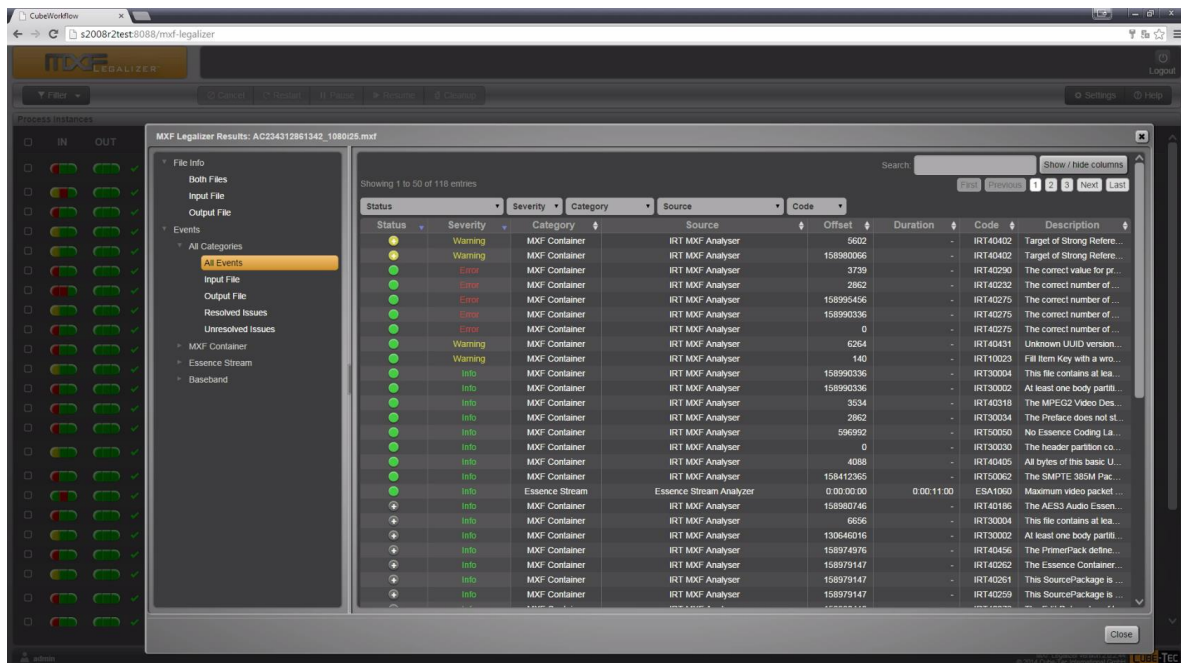 CubeWorkflow
s2008r2test:8088/mxf-legalizer
MXF LEGALIZER
Logout
Filter
Cancel Restart Pause Resume Cleanup
Settings Help
Process instances
IN OUT
MXF Legalizer Results: AC234312861342_1080i25.mxf
File Info
Both Files
Input File
Output File
Events
All Categories
All Events
Input File
Output File
Resolved Issues
Unresolved Issues
MXF Container
Essence Stream
Baseband
Search:
Show / hide columns
Showing 1 to 50 of 116 entries
First Previous 1 2 3 Next Last
Status Severity Category Source Code
Status Severity Category Source Offset Duration Code Description
Warning MXF Container IRT MXF Analyser 5602 - IRT40402 Target of Strong Refere...
Warning MXF Container IRT MXF Analyser 158980066 - IRT40402 Target of Strong Refere...
Error MXF Container IRT MXF Analyser 3739 - IRT40290 The correct value for pr...
Error MXF Container IRT MXF Analyser 2862 - IRT40232 The correct number of ...
Error MXF Container IRT MXF Analyser 158995456 - IRT40275 The correct number of ...
Error MXF Container IRT MXF Analyser 158990336 - IRT40275 The correct number of ...
Error MXF Container IRT MXF Analyser 0 - IRT40275 The correct number of ...
Warning MXF Container IRT MXF Analyser 6264 - IRT40431 Unknown UUID version...
Warning MXF Container IRT MXF Analyser 140 - IRT10023 Fill Item Key with a wro...
Info MXF Container IRT MXF Analyser 158990336 - IRT30004 This file contains at lea...
Info MXF Container IRT MXF Analyser 158990336 - IRT30002 At least one body partiti...
Info MXF Container IRT MXF Analyser 3534 - IRT40318 The MPEG2 Video Des...
Info MXF Container IRT MXF Analyser 2862 - IRT30034 The Preface does not st...
Info MXF Container IRT MXF Analyser 596992 - IRT50050 No Essence Coding La...
Info MXF Container IRT MXF Analyser 0 - IRT30030 The header partition co...
Info MXF Container IRT MXF Analyser 4088 - IRT40405 All bytes of this basic U...
Info MXF Container IRT MXF Analyser 158412365 - IRT50062 The SMPTE 385M Pac...
Info Essence Stream Essence Stream Analyzer 0:00:00:00 0:00:11:00 ESA1060 Maximum video packet ...
Info MXF Container IRT MXF Analyser 158980746 - IRT40186 The AES3 Audio Essen...
Info MXF Container IRT MXF Analyser 6656 - IRT30004 This file contains at lea...
Info MXF Container IRT MXF Analyser 130646016 - IRT30002 At least one body partiti...
Info MXF Container IRT MXF Analyser 158974976 - IRT40456 The PrimerPack define...
Info MXF Container IRT MXF Analyser 158979147 - IRT40262 The Essence Container...
Info MXF Container IRT MXF Analyser 158979147 - IRT40261 This SourcePackage is ...
Info MXF Container IRT MXF Analyser 158979147 - IRT40259 This SourcePackage is ...
Close
admin
CUBE-TEC